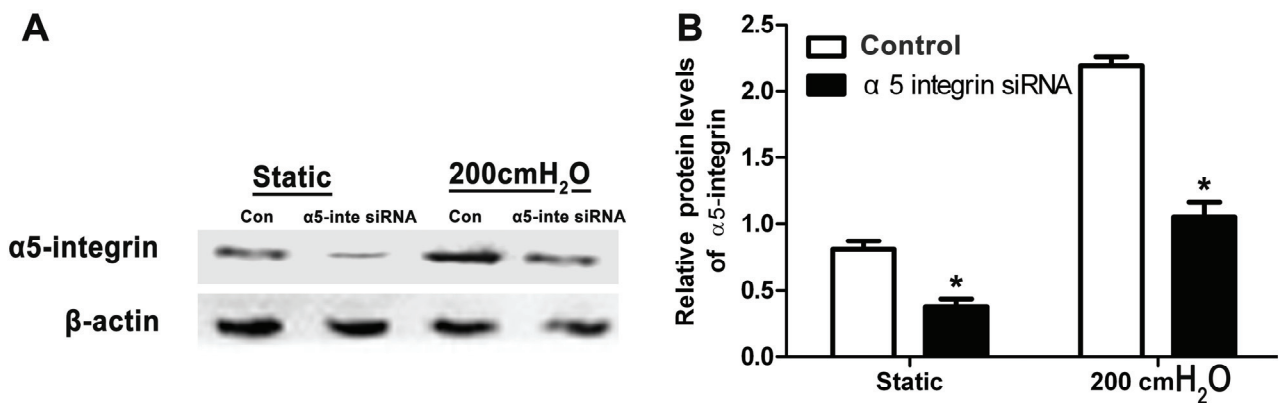 A
Static 200cmH₂O
Con α5-inte siRNA Con α5-inte siRNA
α5-integrin
β-actin
B
Relative protein levels
of α5-integrin
Control
α 5 integrin siRNA
2.5
2.0
1.5
1.0
0.5
0.0
*
*
Static 200 cmH₂O